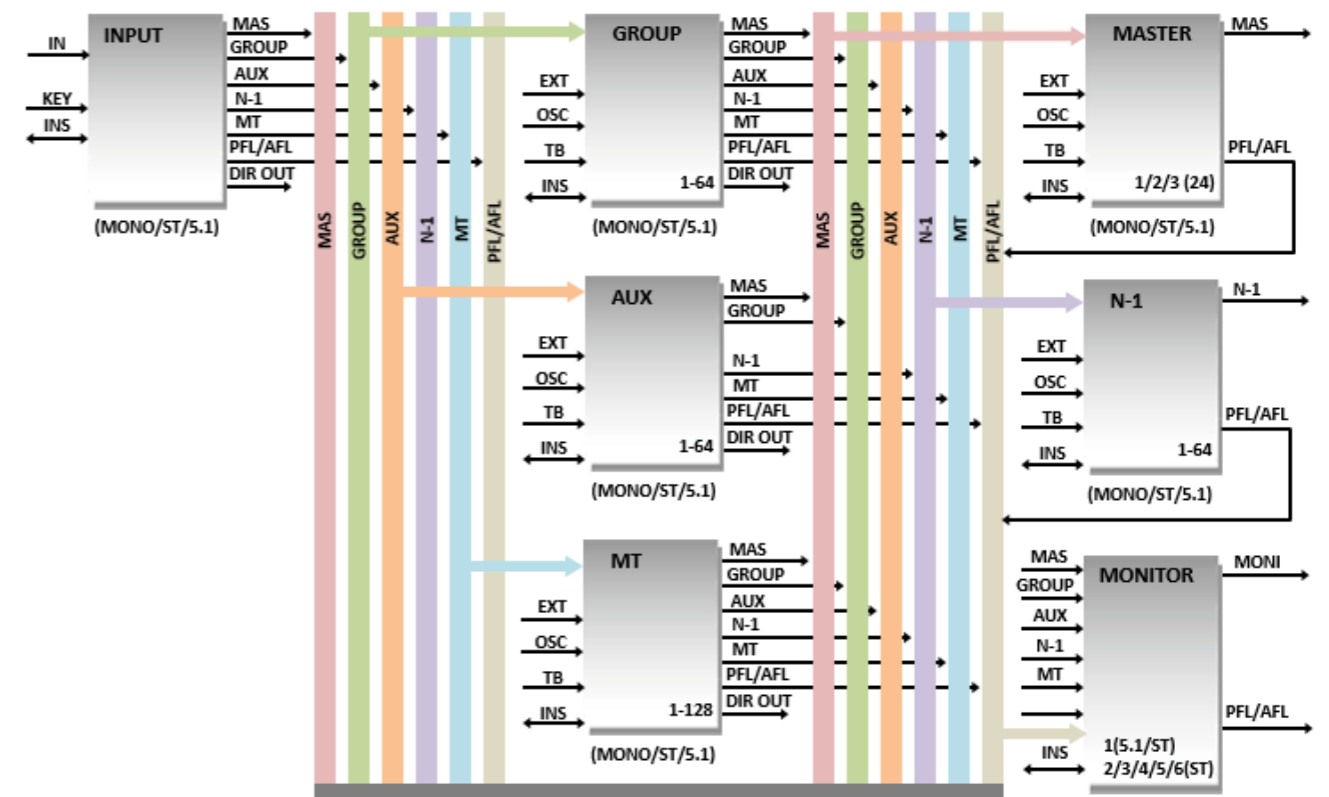 INPUT
IN
KEY
INS
MAS
GROUP
AUX
N-1
MT
PFL/AFL
DIR OUT
(MONO/ST/5.1)
MAS
GROUP
AUX
N-1
MT
PFL/AFL
GROUP
EXT
OSC
TB
INS
1-64
MAS
GROUP
AUX
N-1
MT
PFL/AFL
DIR OUT
(MONO/ST/5.1)
AUX
EXT
OSC
TB
INS
1-64
MAS
GROUP
N-1
MT
PFL/AFL
DIR OUT
(MONO/ST/5.1)
MT
EXT
OSC
TB
INS
1-128
MAS
GROUP
AUX
N-1
MT
PFL/AFL
DIR OUT
(MONO/ST/5.1)
MAS
GROUP
AUX
N-1
MT
PFL/AFL
MASTER
EXT
OSC
TB
INS
1/2/3 (24)
MAS
PFL/AFL
(MONO/ST/5.1)
N-1
EXT
OSC
TB
INS
1-64
N-1
PFL/AFL
(MONO/ST/5.1)
MONITOR
MAS
GROUP
AUX
N-1
MT
INS
1(5.1/ST)
2/3/4/5/6(ST)
MONI
PFL/AFL